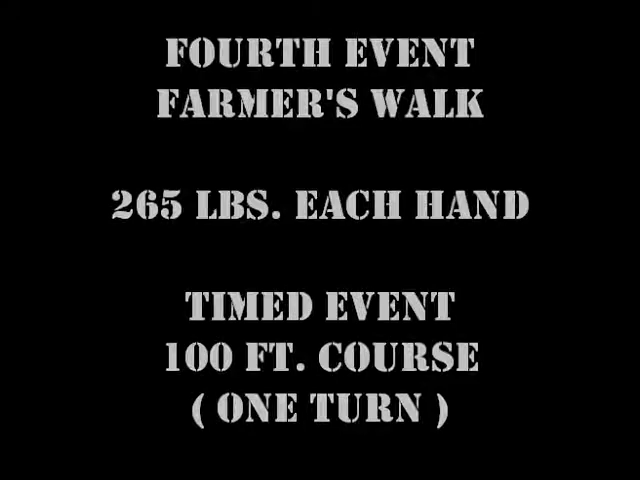 FOURTH EVENT
FARMER'S WALK
265 LBS. EACH HAND
TIMED EVENT
100 FT. COURSE
( ONE TURN )